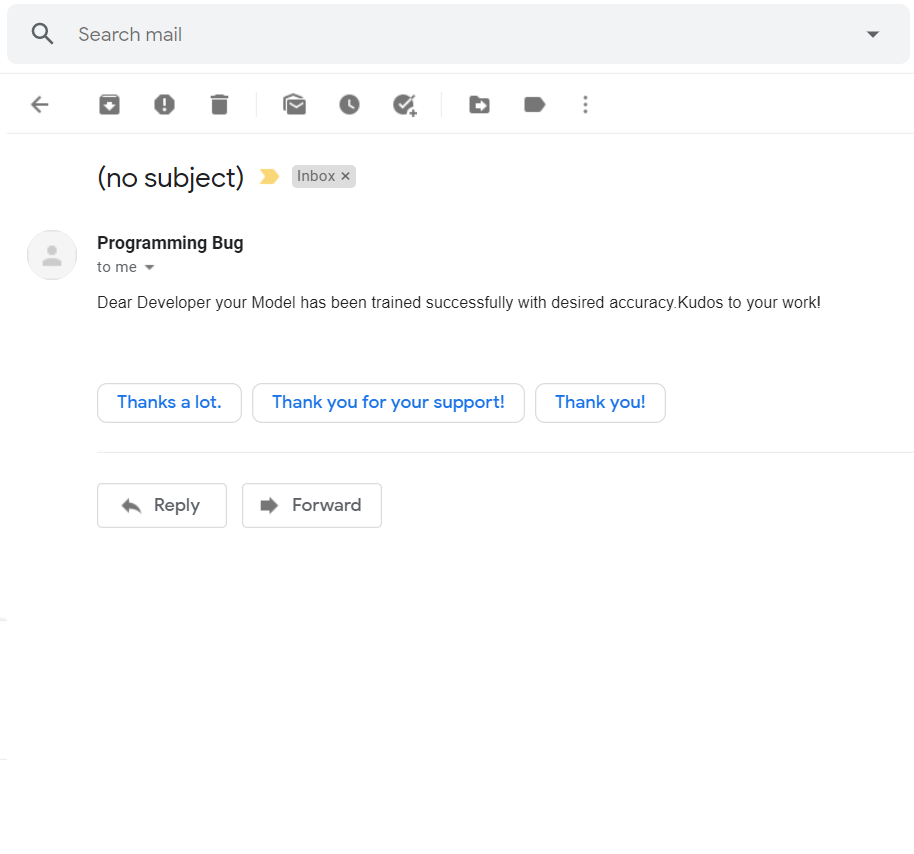 Search mail
(no subject)
Inbox ×
Programming Bug
to me
Dear Developer your Model has been trained successfully with desired accuracy.Kudos to your work!
Thanks a lot.
Thank you for your support!
Thank you!
Reply
Forward